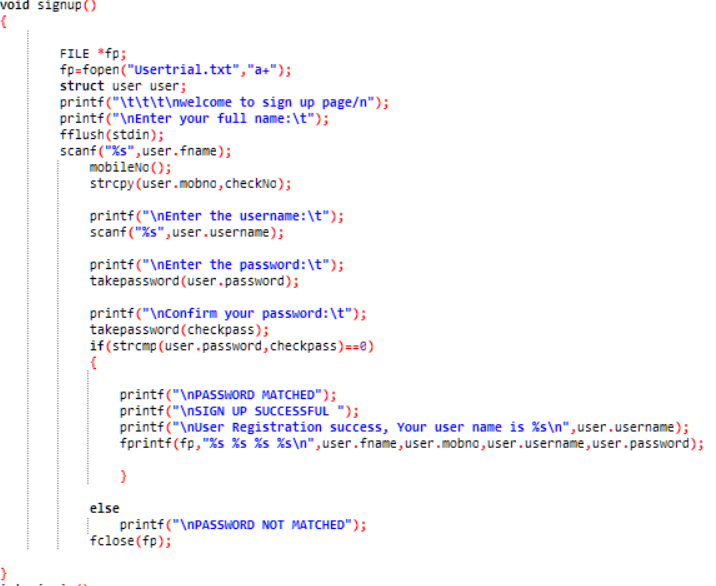 void signup()
{
FILE *fp;
fp=fopen("Usertrial.txt","a+");
struct user user;
printf("\t\t\t\nwelcome to sign up page/n");
printf("\nEnter your full name:\t");
fflush(stdin);
scanf("%s",user.fname);
mobileNo();
strcpy(user.mobno,checkNo);
printf("\nEnter the username:\t");
scanf("%s",user.username);
printf("\nEnter the password:\t");
takepassword(user.password);
printf("\nConfirm your password:\t");
takepassword(checkpass);
if(strcmp(user.password,checkpass)==0)
{
printf("\nPASSWORD MATCHED");
printf("\nSIGN UP SUCCESSFUL ");
printf("\nUser Registration success, Your user name is %s\n",user.username);
fprintf(fp,"%s %s %s %s\n",user.fname,user.mobno,user.username,user.password);
}
else
printf("\nPASSWORD NOT MATCHED");
fclose(fp);
}